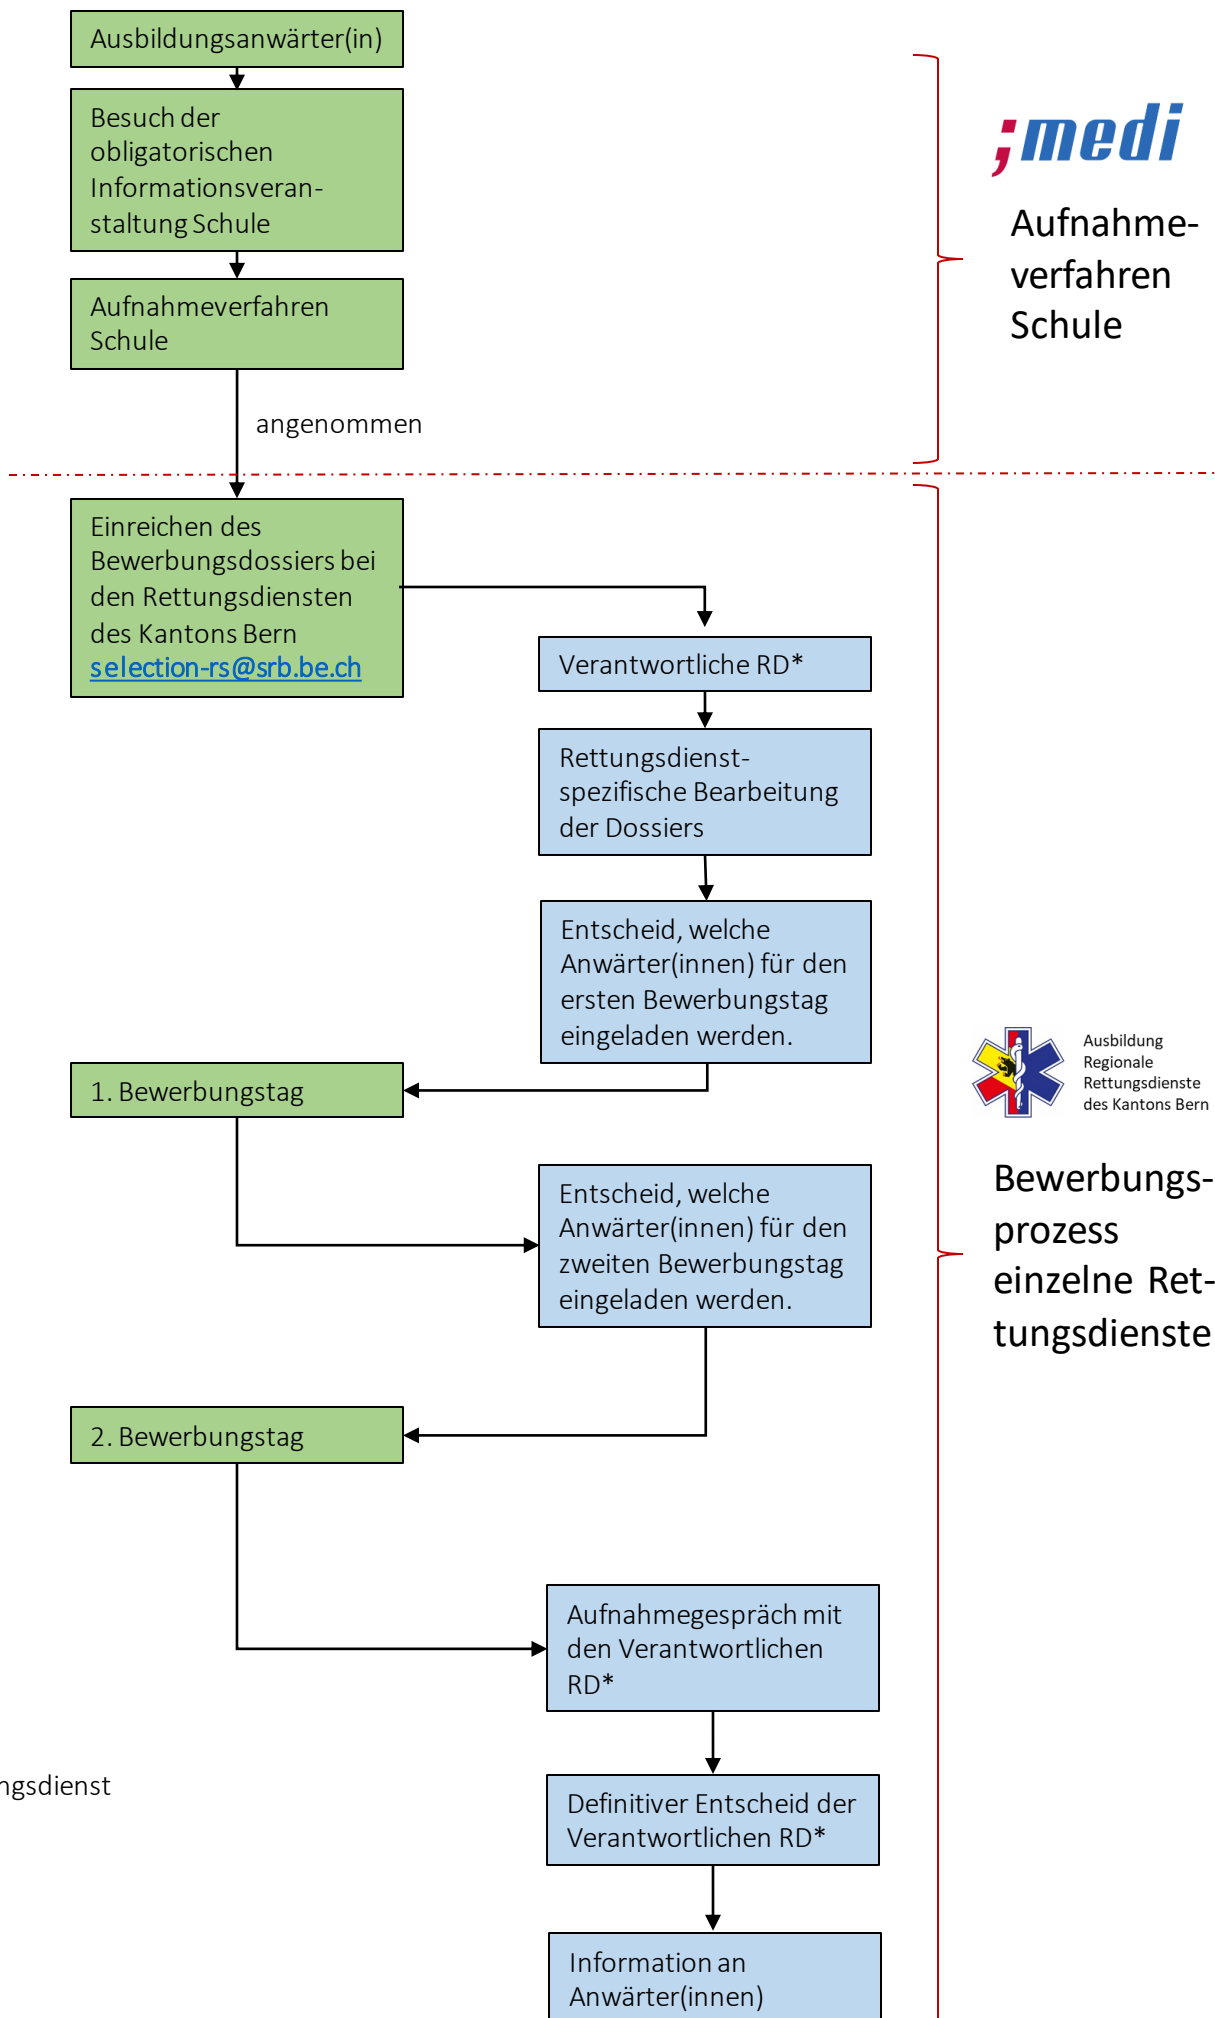 Ausbildungsanwärter(in)
Besuch der
obligatorischen
Informationsveran-
staltung Schule
Aufnahmeverfahren
Schule
angenommen
;medi
Aufnahme-
verfahren
Schule
Einreichen des
Bewerbungsdossiers bei
den Rettungsdiensten
des Kantons Bern
selection-rs@srb.be.ch
Verantwortliche RD*
Rettungsdienst-
spezifische Bearbeitung
der Dossiers
Entscheid, welche
Anwärter(innen) für den
ersten Bewerbungstag
eingeladen werden.
1. Bewerbungstag
Entscheid, welche
Anwärter(innen) für den
zweiten Bewerbungstag
eingeladen werden.
2. Bewerbungstag
Ausbildung
Regionale
Rettungsdienste
des Kantons Bern
Bewerbungs-
prozess
einzelne Ret-
tungsdienste
Aufnahmegespräch mit
den Verantwortlichen
RD*
ngsdienst
Definitiver Entscheid der
Verantwortlichen RD*
Information an
Anwärter(innen)